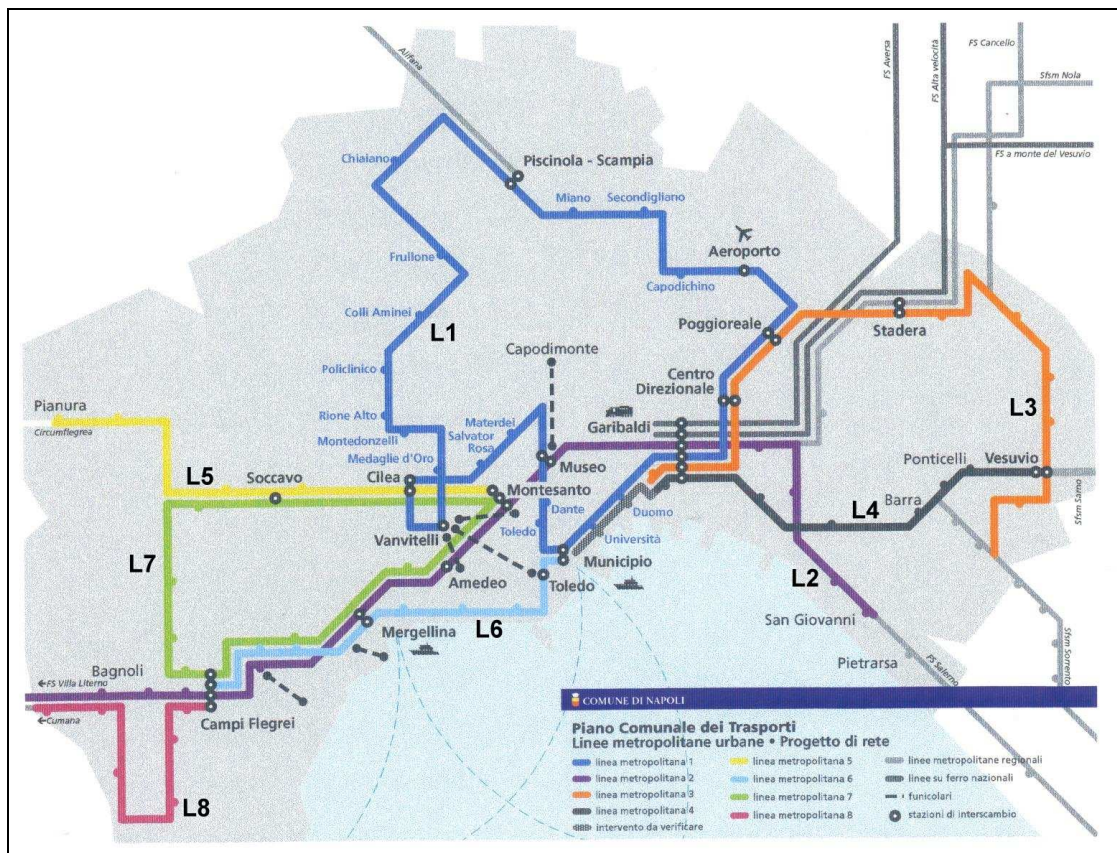 Alifana
FS Aversa
FS Alta velocità
FS Cancello
Sfsm Nola
FS a monte del Vesuvio
Chiaiano
Piscinola - Scampia
Miano
Secondigliano
Aeroporto
Frullone
Capodichino
Colli Aminei
L1
Poggioreale
Stadera
Capodimonte
Policlinico
Centro
Direzionale
Pianura
Circumflegrea
Rione Alto
Materdei
Garibaldi
L3
Montedonzelli
Salvator
Rosa
Medaglie d'Oro
Museo
Ponticelli
Vesuvio
L5
Soccavo
Cilea
Montesanto
Barra
Sfsm Sarno
Dante
Duomo
L4
Toledo
Università
Vanvitelli
Municipio
L7
Amedeo
Toledo
L2
L6
San Giovanni
Mergellina
Bagnoli
Pietrarsa
FS Salerno
Sfsm Sorrento
←FS Villa Literno
←Cumana
Campi Flegrei
L8
COMUNE DI NAPOLI
Piano Comunale dei Trasporti
Linee metropolitane urbane • Progetto di rete
linea metropolitana 1
linea metropolitana 2
linea metropolitana 3
linea metropolitana 4
intervento da verificare
linea metropolitana 5
linea metropolitana 6
linea metropolitana 7
linea metropolitana 8
linee metropolitane regionali
linee su ferro nazionali
funicolari
stazioni di interscambio